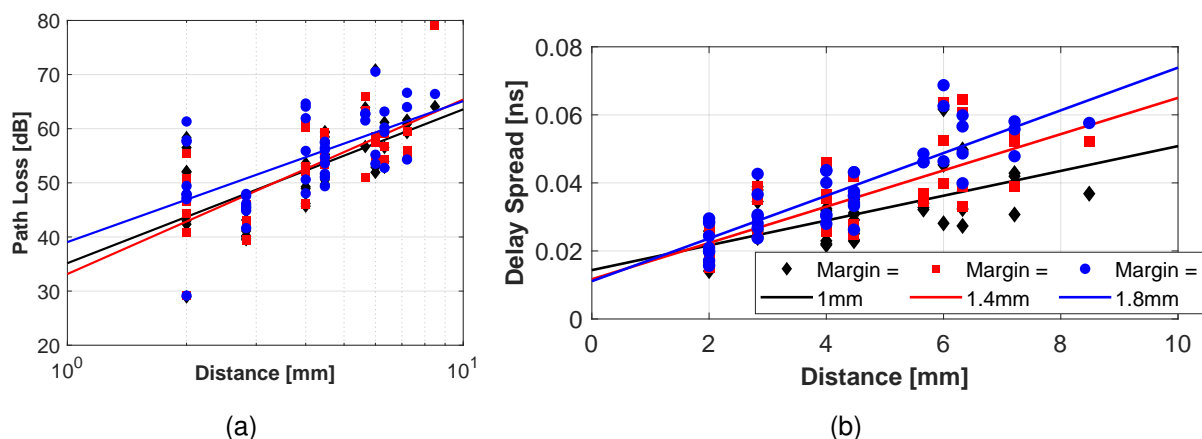 80
70
60
50
40
30
20
Path Loss [dB]
10^0
10^1
Distance [mm]
(a)
0.08
0.06
0.04
0.02
0
Delay Spread [ns]
Margin = Margin = Margin =
1mm 1.4mm 1.8mm
0 2 4 6 8 10
Distance [mm]
(b)